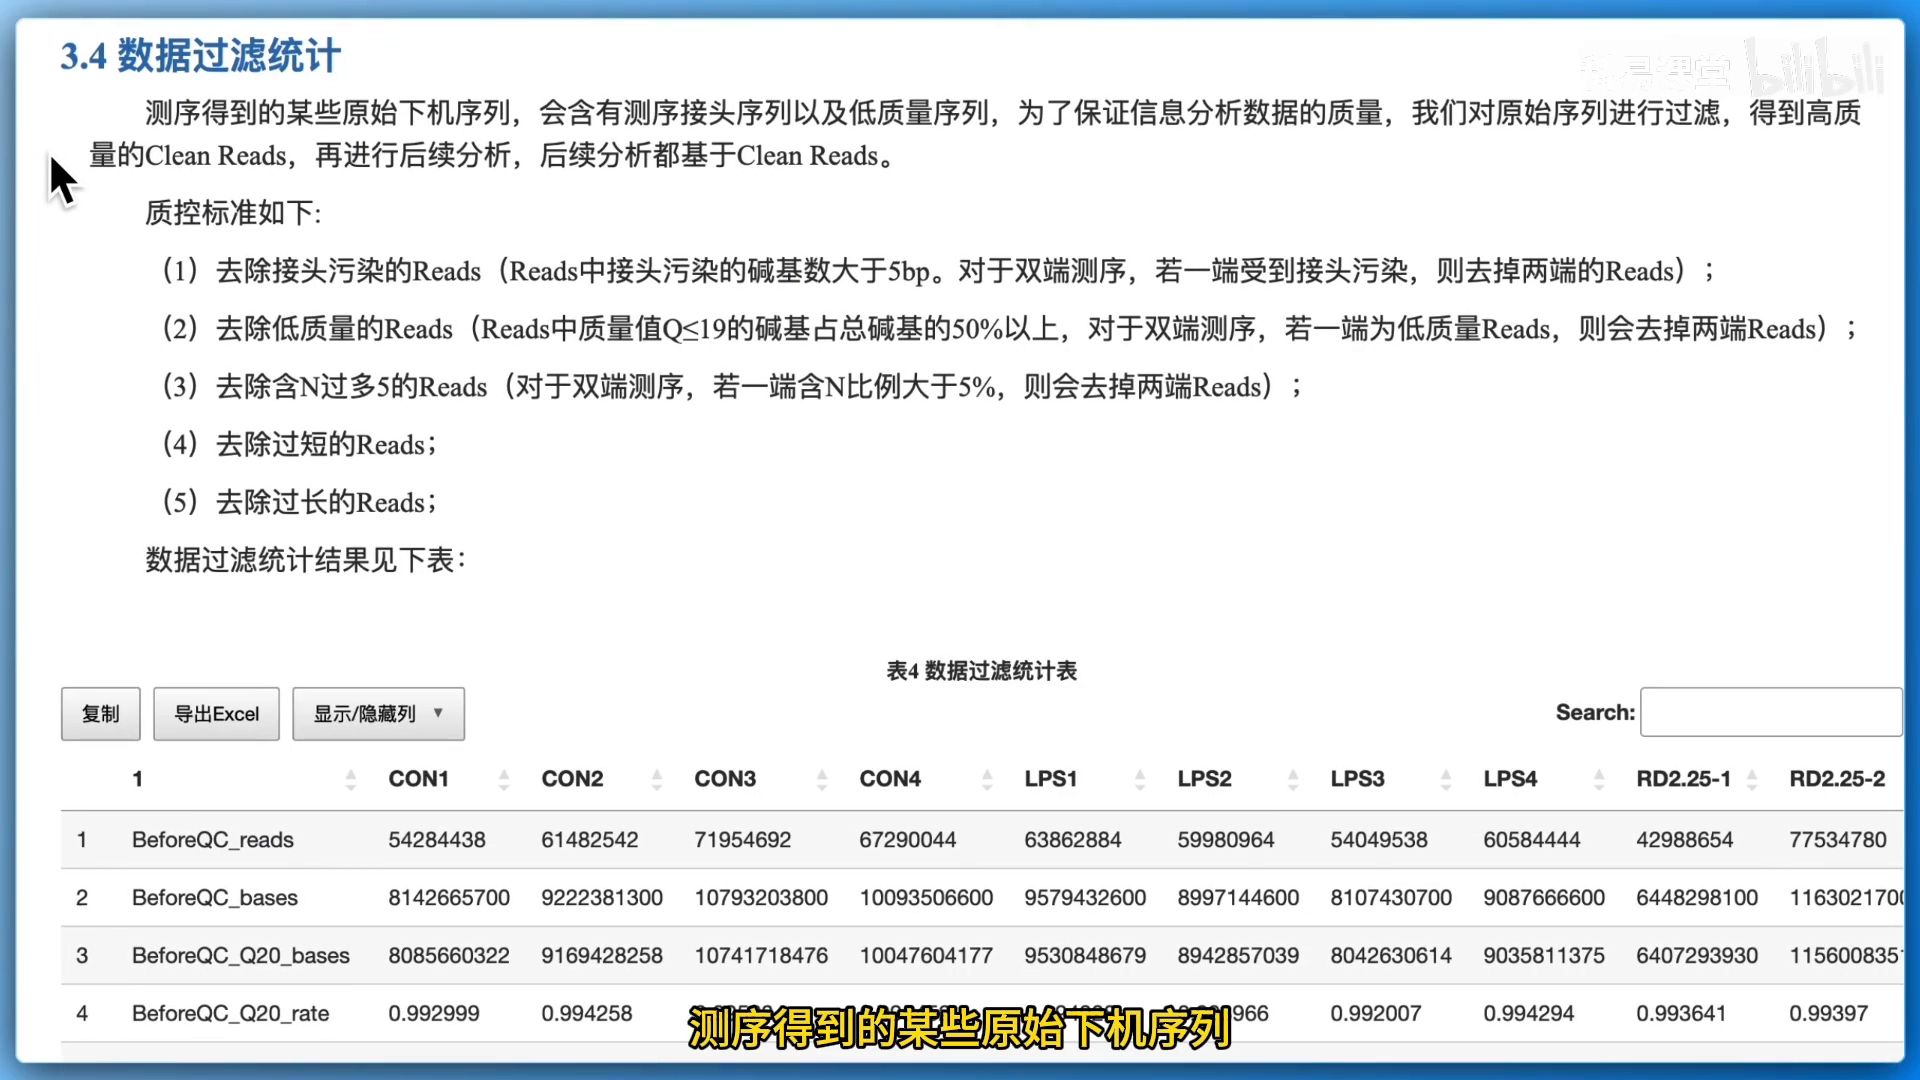 3.4 数据过滤统计
课堂 bilibili
测序得到的某些原始下机序列，会含有测序接头序列以及低质量序列，为了保证信息分析数据的质量，我们对原始序列进行过滤，得到高质
量的Clean Reads，再进行后续分析，后续分析都基于Clean Reads。
质控标准如下:
（1）去除接头污染的Reads（Reads中接头污染的碱基数大于5bp。对于双端测序，若一端受到接头污染，则去掉两端的Reads）；
（2）去除低质量的Reads（Reads中质量值Q≤19的碱基占总碱基的50%以上，对于双端测序，若一端为低质量Reads，则会去掉两端Reads）；
（3）去除含N过多5的Reads（对于双端测序，若一端含N比例大于5%，则会去掉两端Reads）；
（4）去除过短的Reads；
（5）去除过长的Reads；
数据过滤统计结果见下表：
表4 数据过滤统计表
复制 导出Excel 显示/隐藏列 ▼ Search:
1 CON1 CON2 CON3 CON4 LPS1 LPS2 LPS3 LPS4 RD2.25-1 RD2.25-2
1 BeforeQC_reads 54284438 61482542 71954692 67290044 63862884 59980964 54049538 60584444 42988654 77534780
2 BeforeQC_bases 8142665700 9222381300 10793203800 10093506600 9579432600 8997144600 8107430700 9087666600 6448298100 1163021700
3 BeforeQC_Q20_bases 8085660322 9169428258 10741718476 10047604177 9530848679 8942857039 8042630614 9035811375 6407293930 1156008351
4 BeforeQC_Q20_rate 0.992999 0.994258 966 0.992007 0.994294 0.993641 0.99397
测序得到的某些原始下机序列